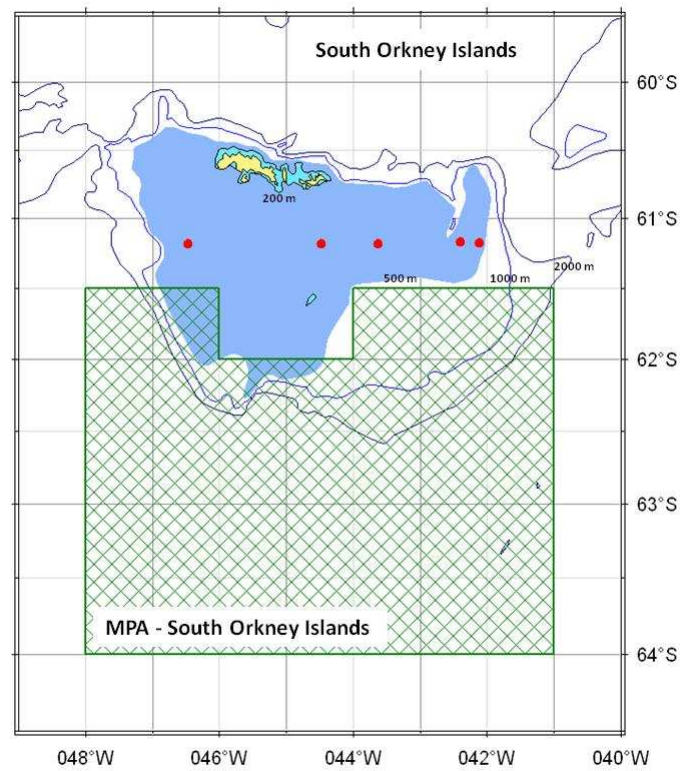 South Orkney Islands
60°S
200 m
61°S
2000 m
500 m
1000 m
62°S
63°S
MPA - South Orkney Islands
64°S
048°W
046°W
044°W
042°W
040°W